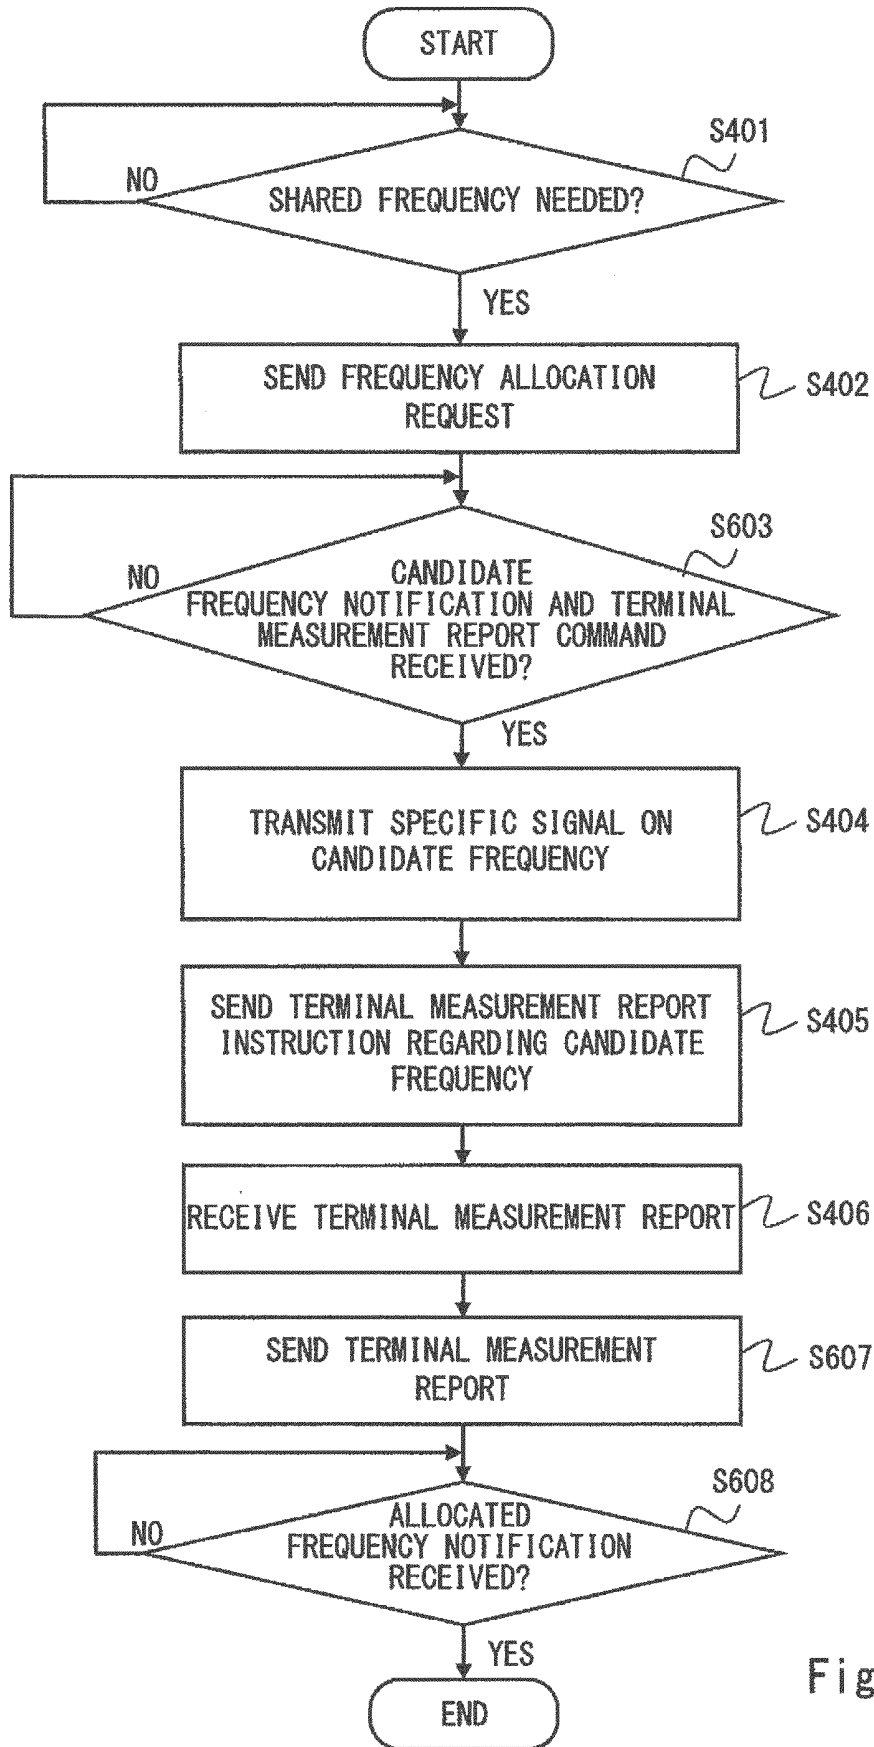 START
S401
NO
SHARED FREQUENCY NEEDED?
YES
SEND FREQUENCY ALLOCATION
REQUEST
S402
S603
NO
CANDIDATE
FREQUENCY NOTIFICATION AND TERMINAL
MEASUREMENT REPORT COMMAND
RECEIVED?
YES
TRANSMIT SPECIFIC SIGNAL ON
CANDIDATE FREQUENCY
S404
SEND TERMINAL MEASUREMENT REPORT
INSTRUCTION REGARDING CANDIDATE
FREQUENCY
S405
RECEIVE TERMINAL MEASUREMENT REPORT
S406
SEND TERMINAL MEASUREMENT
REPORT
S607
S608
NO
ALLOCATED
FREQUENCY NOTIFICATION
RECEIVED?
YES
Fig
END